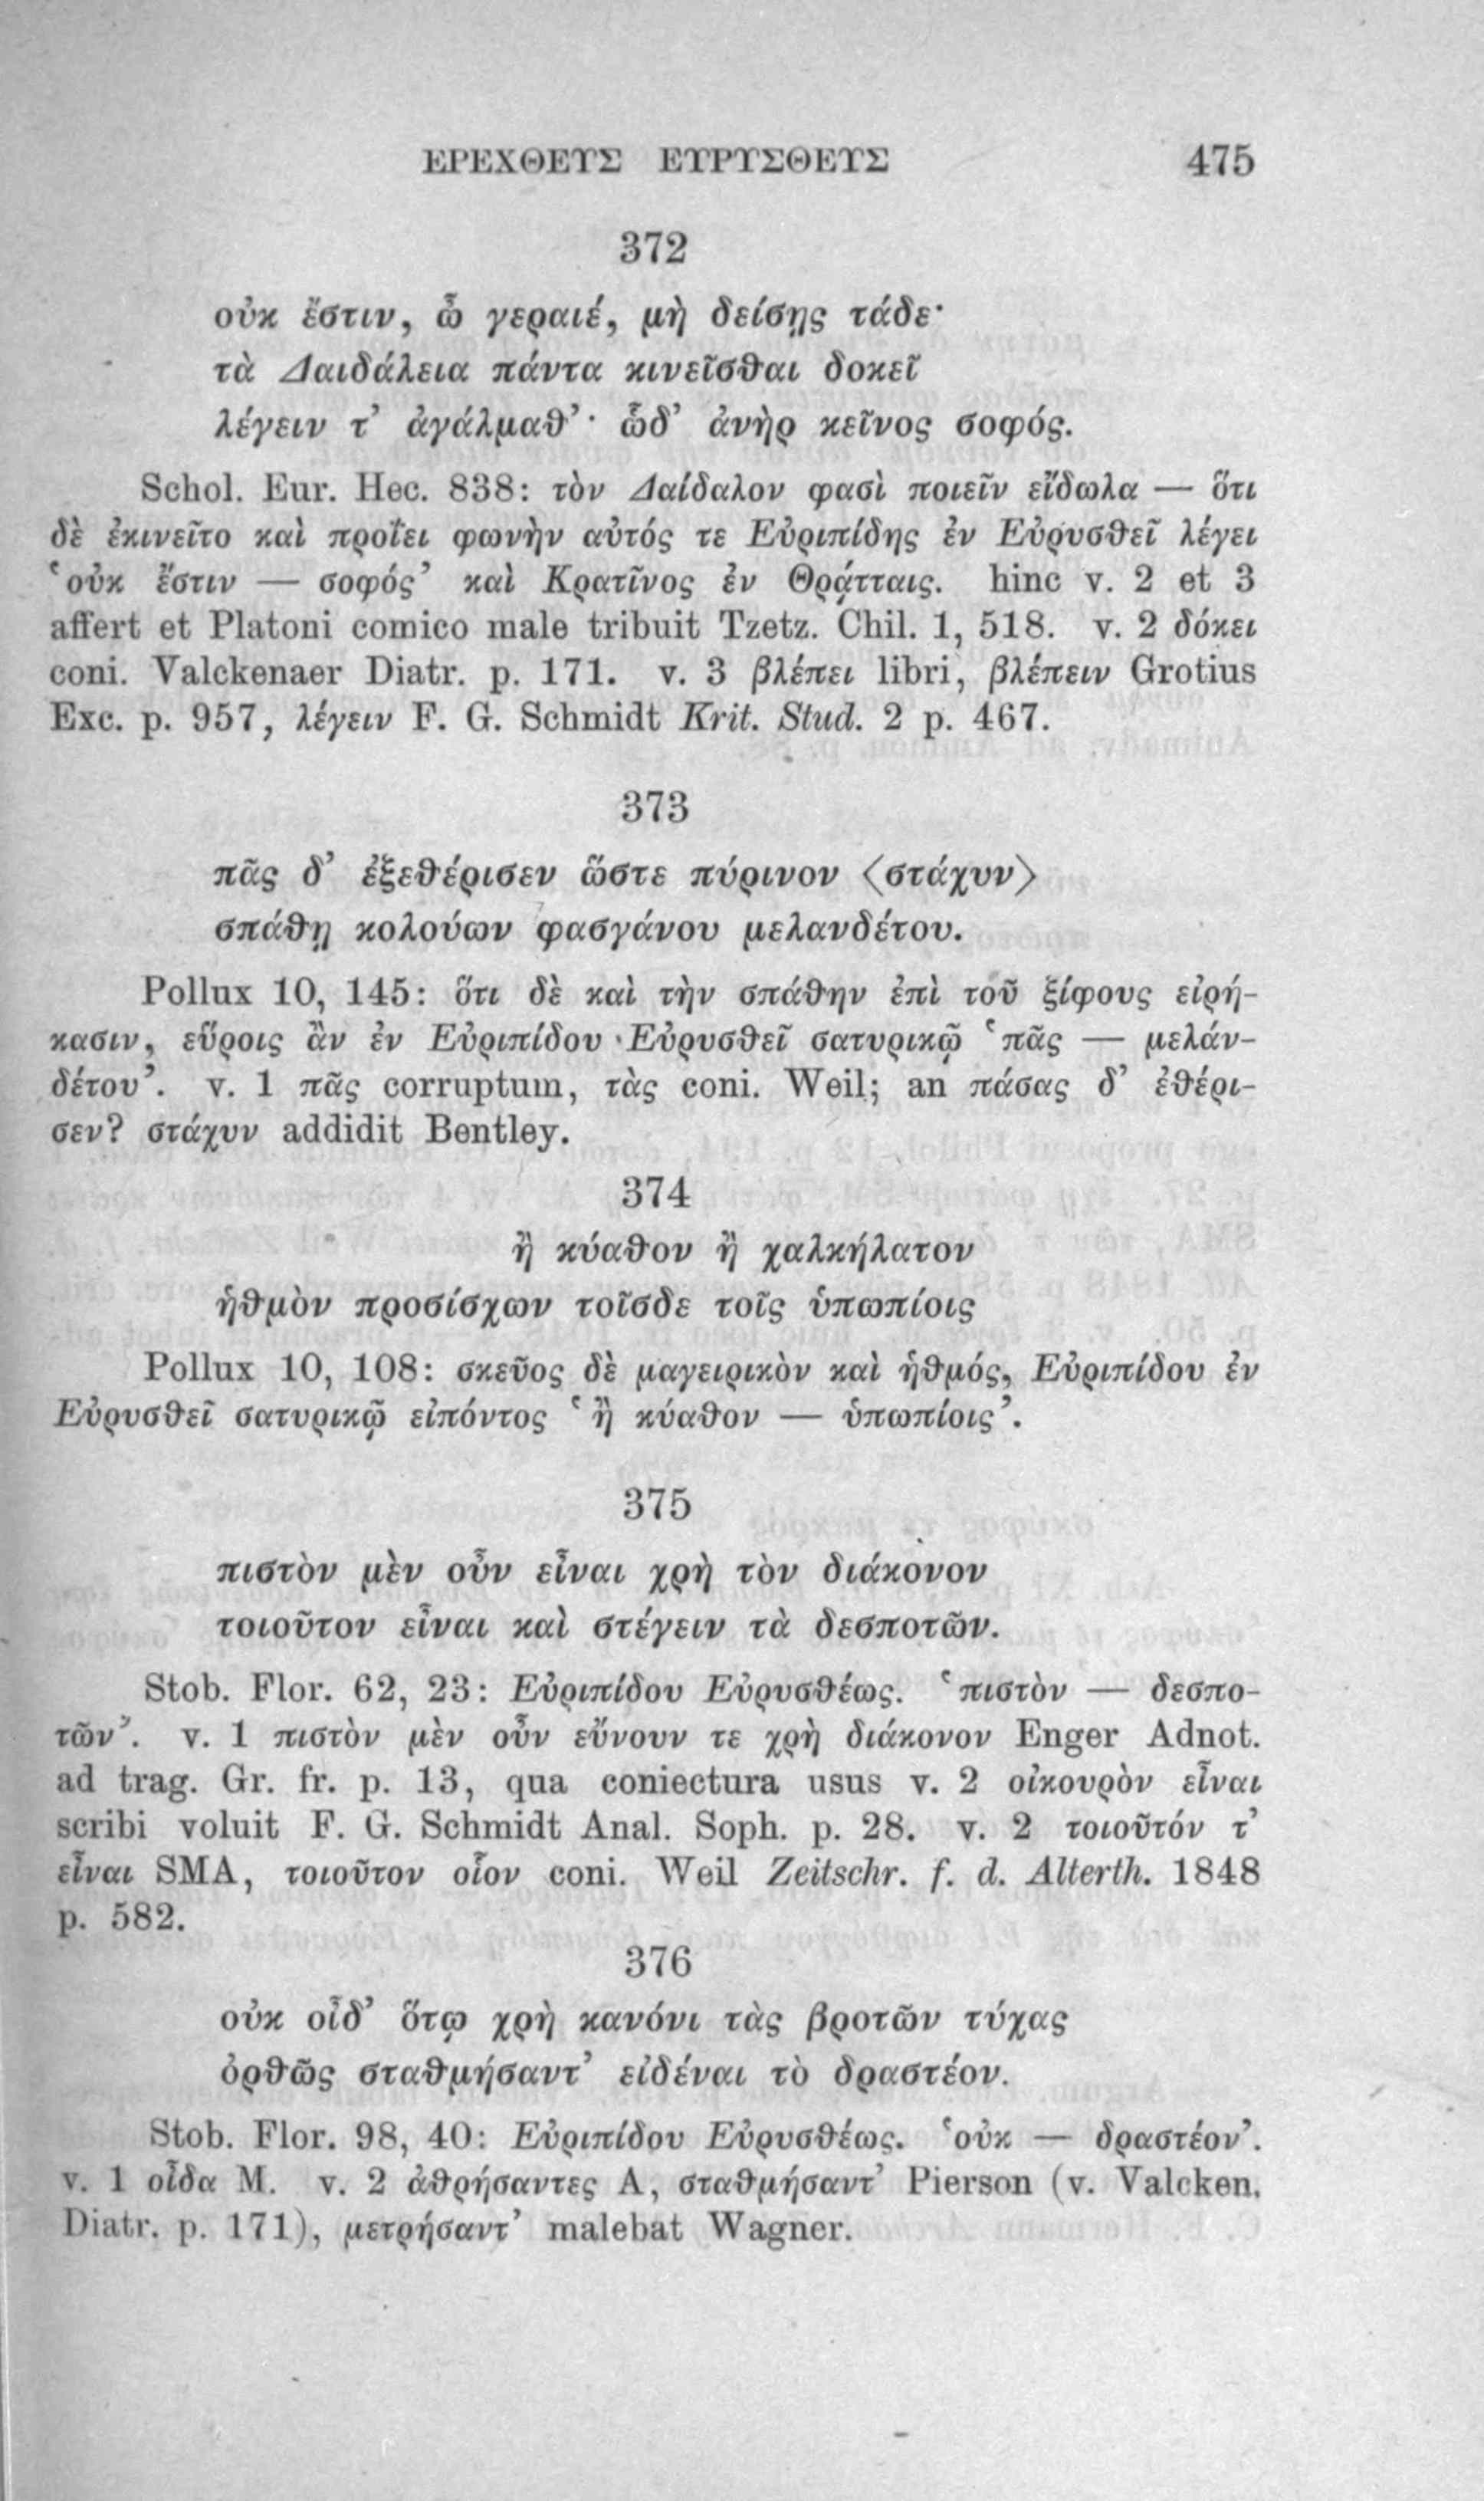 ΕΡΕΧΘΕΥΣ ΕΥΡΥΣΘΕΥΣ 475
372
οὐκ ἔστιν, ὦ γεραιέ, μὴ δείσῃς τάδε·
τὰ Δαιδάλεια πάντα κινεῖσθαι δοκεῖ
λέγειν τ’ ἀγάλμαθ’· ὧδ’ ἀνὴρ κεῖνος σοφός.
Schol. Eur. Hec. 838: τὸν Δαίδαλον φασὶ ποιεῖν εἴδωλα — ὅτι
δὲ ἐκινεῖτο καὶ προΐει φωνὴν αὐτός τε Εὐριπίδης ἐν Εὐρυσθεῖ λέγει
‘οὐκ ἔστιν — σοφός’ καὶ Κρατῖνος ἐν Θρᾴτταις. hinc v. 2 et 3
affert et Platoni comico male tribuit Tzetz. Chil. 1, 518. v. 2 δόκει
coni. Valckenaer Diatr. p. 171. v. 3 βλέπει libri, βλέπειν Grotius
Exc. p. 957, λέγειν F. G. Schmidt Krit. Stud. 2 p. 467.
373
πᾶς δ’ ἐξεθέρισεν ὥστε πύρινον ⟨στάχυν⟩
σπάθῃ κολούων φασγάνου μελανδέτου.
Pollux 10, 145: ὅτι δὲ καὶ τὴν σπάθην ἐπὶ τοῦ ξίφους εἰρή-
κασιν, εὕροις ἂν ἐν Εὐριπίδου Εὐρυσθεῖ σατυρικῷ ‘πᾶς — μελάν-
δέτου’. v. 1 πᾶς corruptum, τὰς coni. Weil; an πάσας δ’ ἐθέρι-
σεν? στάχυν addidit Bentley.
374
ἢ κύαθον ἢ χαλκήλατον
ἡθμὸν προσίσχων τοῖσδε τοῖς ὑπωπίοις
Pollux 10, 108: σκεῦος δὲ μαγειρικὸν καὶ ἡθμός, Εὐριπίδου ἐν
Εὐρυσθεῖ σατυρικῷ εἰπόντος ‘ἢ κύαθον — ὑπωπίοις’.
375
πιστὸν μὲν οὖν εἶναι χρὴ τὸν διάκονον
τοιοῦτον εἶναι καὶ στέγειν τὰ δεσποτῶν.
Stob. Flor. 62, 23: Εὐριπίδου Εὐρυσθέως. ‘πιστὸν — δεσπο-
τῶν’. v. 1 πιστὸν μὲν οὖν εὔνουν τε χρὴ διάκονον Enger Adnot.
ad trag. Gr. fr. p. 13, qua coniectura usus v. 2 οἰκουρὸν εἶναι
scribi voluit F. G. Schmidt Anal. Soph. p. 28. v. 2 τοιοῦτόν τ’
εἶναι SMA, τοιοῦτον οἷον coni. Weil Zeitschr. f. d. Alterth. 1848
p. 582.
376
οὐκ οἶδ’ ὅτῳ χρὴ κανόνι τὰς βροτῶν τύχας
ὀρθῶς σταθμήσαντ’ εἰδέναι τὸ δραστέον.
Stob. Flor. 98, 40: Εὐριπίδου Εὐρυσθέως. ‘οὐκ — δραστέον’.
v. 1 οἶδα M. v. 2 ἀθρήσαντες A, σταθμήσαντ’ Pierson (v. Valcken.
Diatr. p. 171), μετρήσαντ’ malebat Wagner.